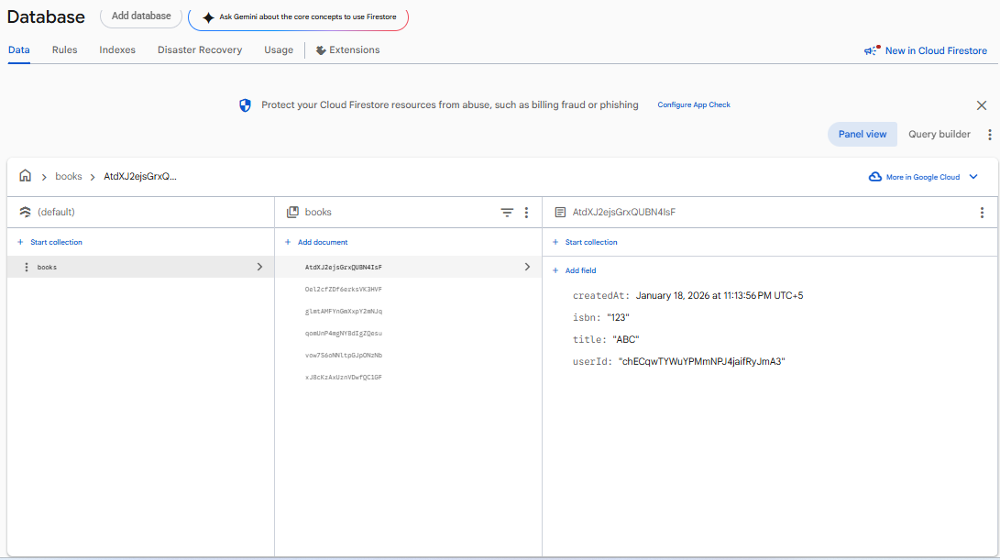 Database Add database Ask Gemini about the core concepts to use Firestore
Data Rules Indexes Disaster Recovery Usage Extensions New in Cloud Firestore
Protect your Cloud Firestore resources from abuse, such as billing fraud or phishing Configure App Check
Panel view Query builder
books AtdXJ2ejsGrxQ... More in Google Cloud
(default) books AtdXJ2ejsGrxQUBN4IsF
+ Start collection + Add document + Start collection
books AtdXJ2ejsGrxQUBN4IsF + Add field
Oel2cfZDf6erksVK3HVF
glmtAMFYnGmXxpY2mNJq
qomUnP4mgNYBdIgZQesu
vow7S6oNNltpGJpONzNb
xJ8cKzAxUznVDwfQC1GF
createdAt: January 18, 2026 at 11:13:56 PM UTC+5
isbn: "123"
title: "ABC"
userId: "chECqwTYWuYPMmNPJ4jaifRyJmA3"